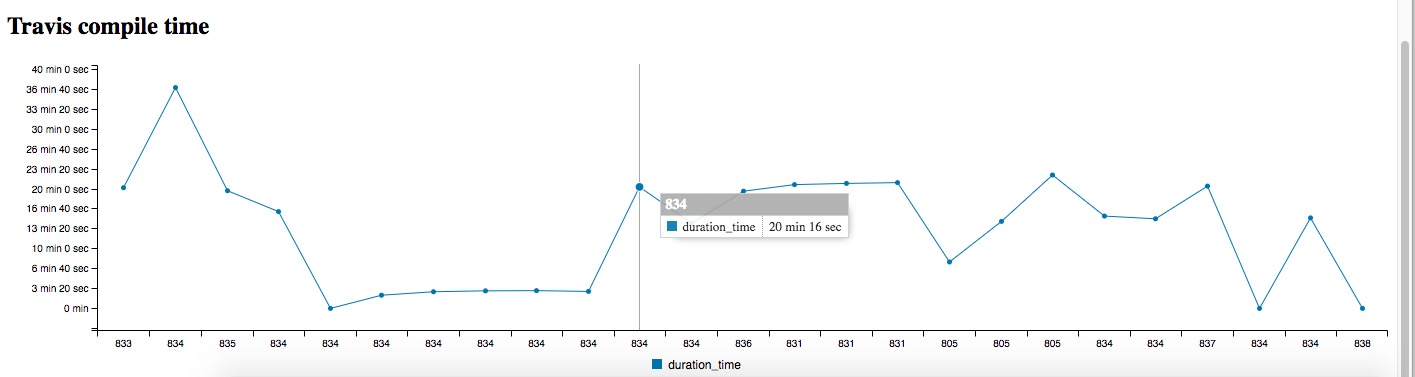 Travis compile time
40 min 0 sec
36 min 40 sec
33 min 20 sec
30 min 0 sec
26 min 40 sec
23 min 20 sec
20 min 0 sec
16 min 40 sec
13 min 20 sec
10 min 0 sec
6 min 40 sec
3 min 20 sec
0 min
834
duration_time 20 min 16 sec
833 834 835 834 834 834 834 834 834 834 834 834 836 831 831 831 805 805 805 834 834 837 834 834 838
duration_time